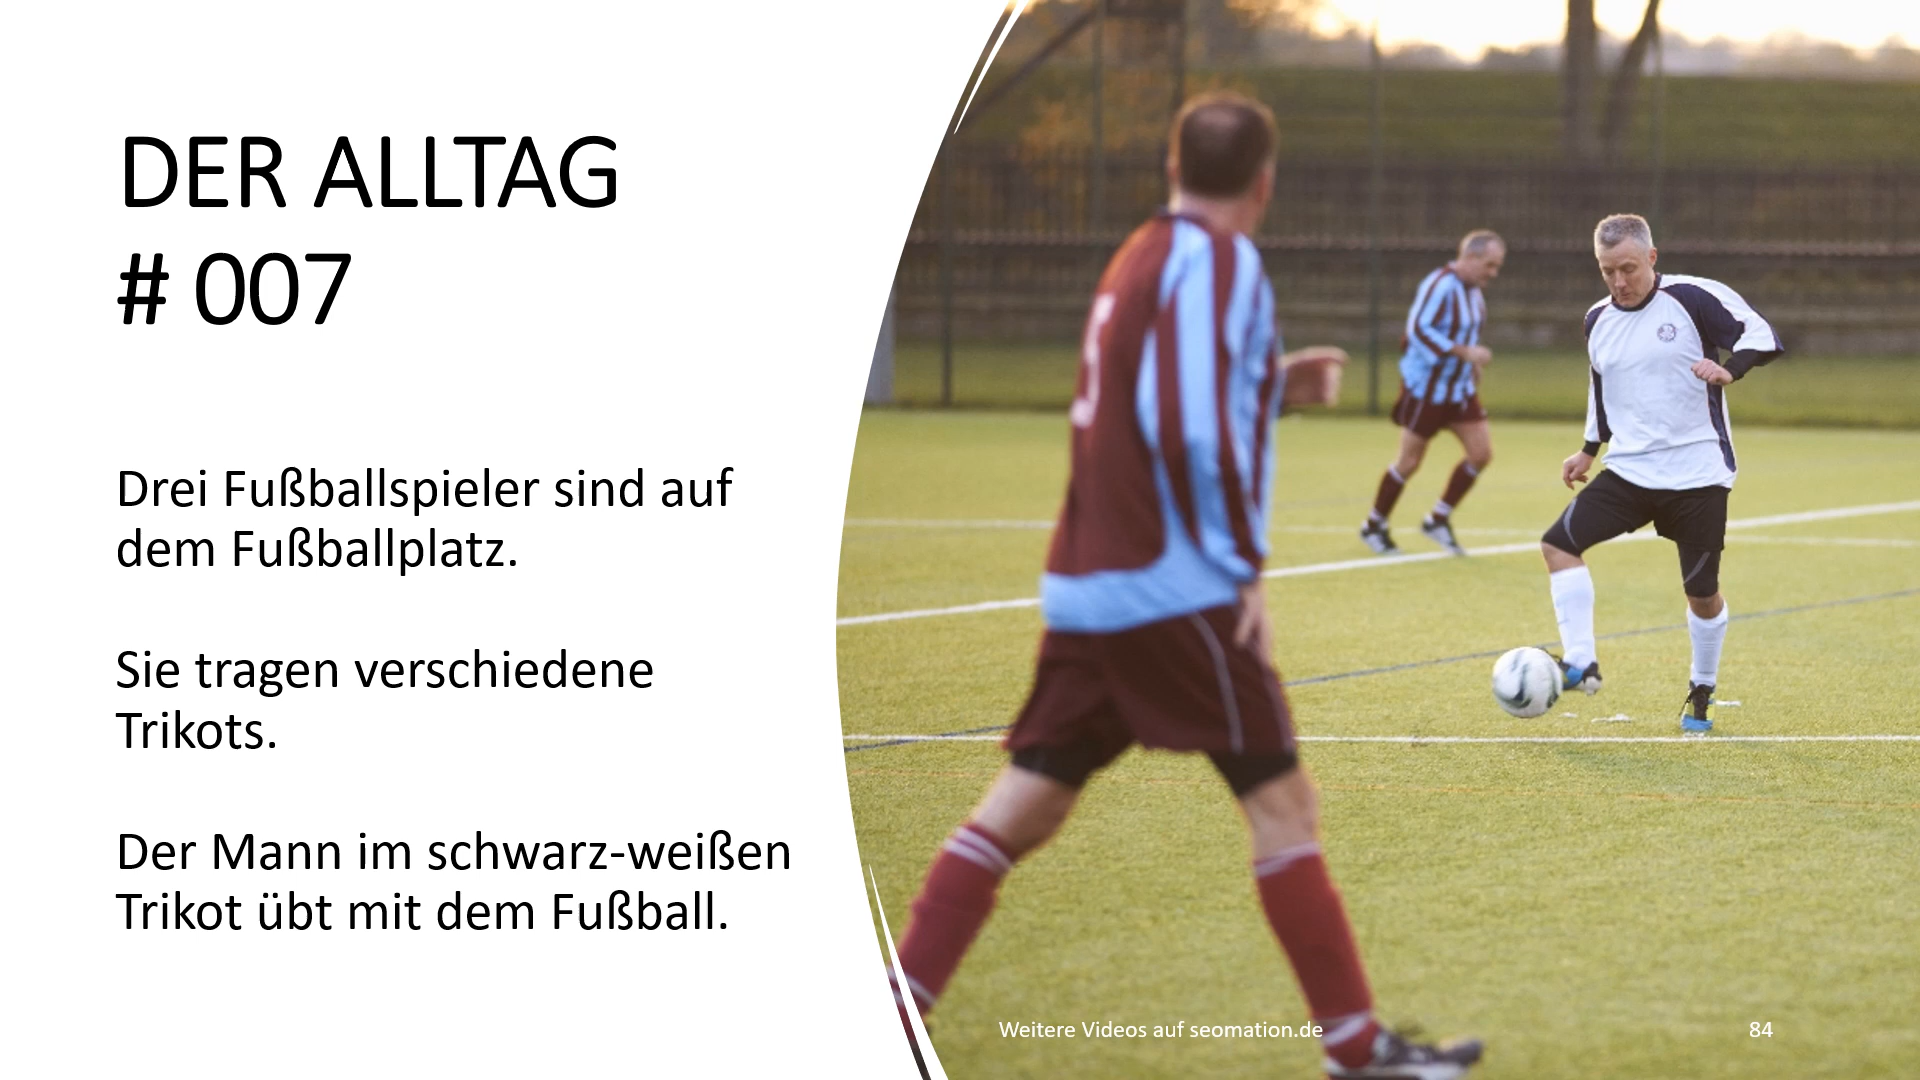 DER ALLTAG
# 007
Drei Fußballspieler sind auf
dem Fußballplatz.
Sie tragen verschiedene
Trikots.
Der Mann im schwarz-weißen
Trikot übt mit dem Fußball.
Weitere Videos auf seomation.de
84